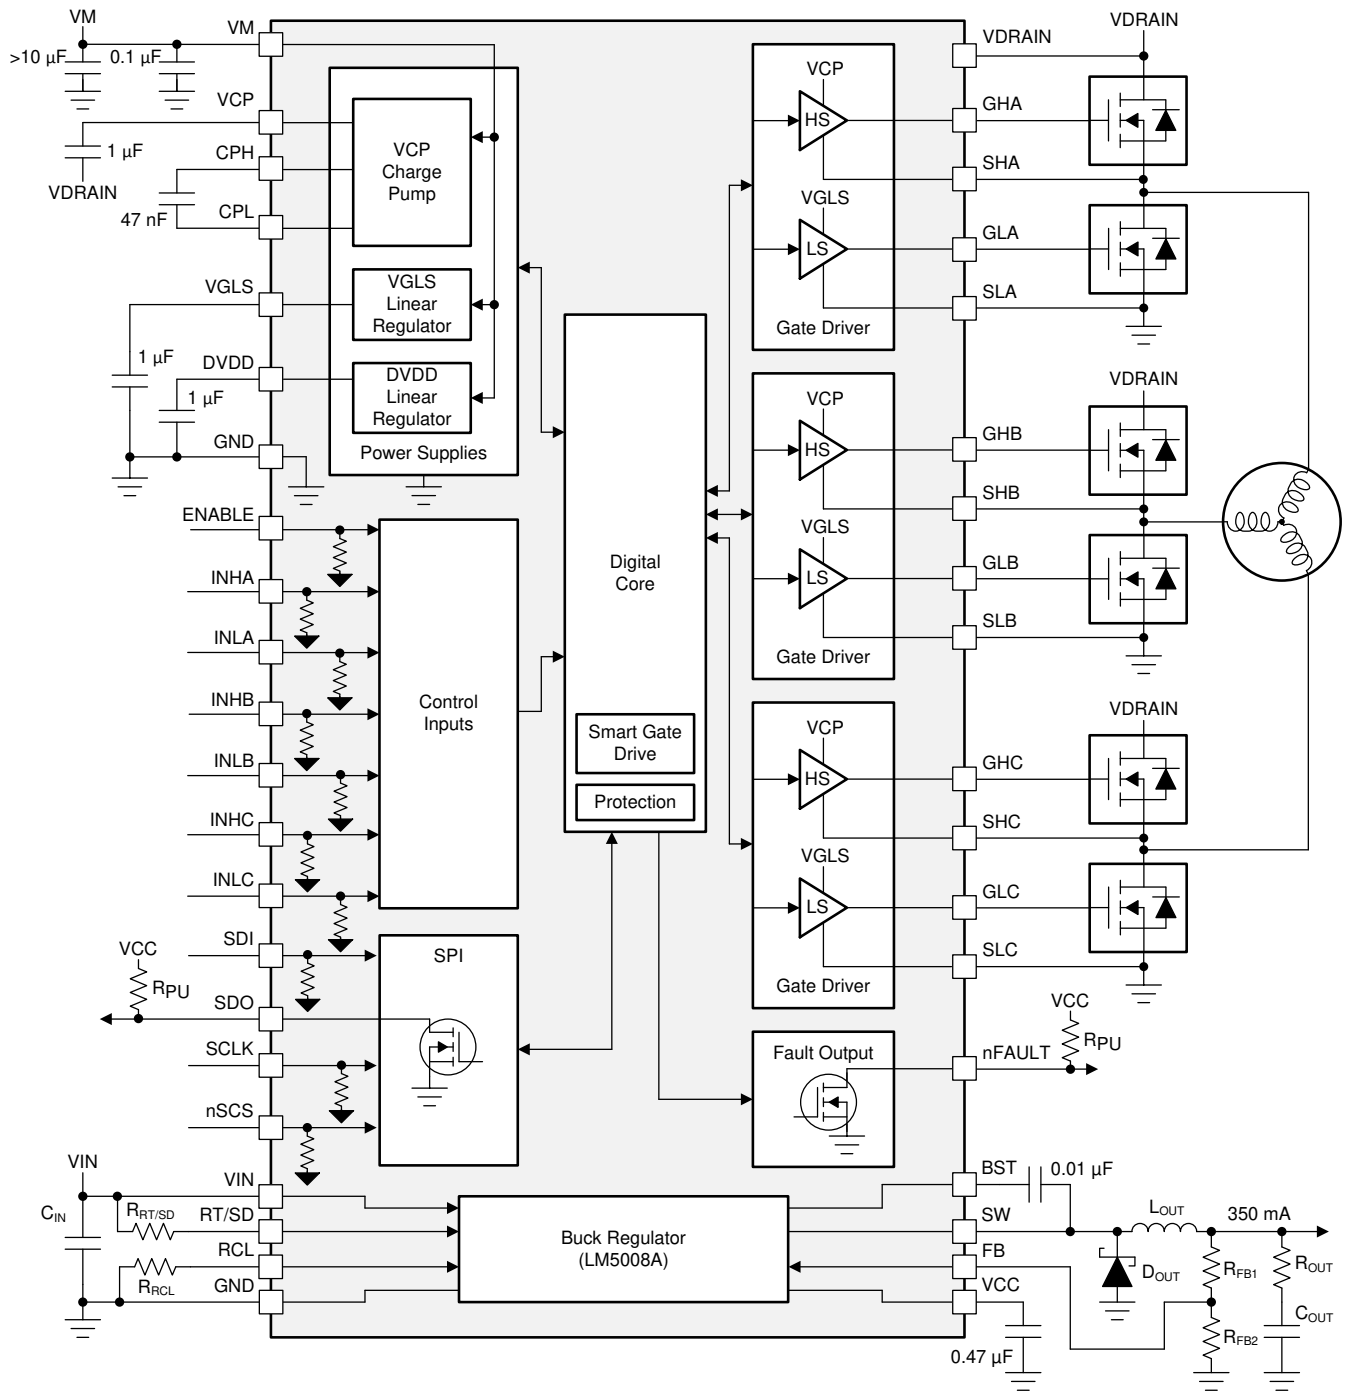 VM
VM
>10 µF
0.1 µF
VCP
1 µF
VDRAIN
CPH
47 nF
CPL
VGLS
1 µF
DVDD
1 µF
GND
VCP
Charge
Pump
VGLS
Linear
Regulator
DVDD
Linear
Regulator
Power Supplies
ENABLE
INHA
INLA
INHB
INLB
INHC
INLC
Control
Inputs
SDI
VCC
RPU
SDO
SCLK
nSCS
SPI
Digital
Core
Smart Gate
Drive
Protection
VCP
HS
VGLS
LS
Gate Driver
VCP
HS
VGLS
LS
Gate Driver
VCP
HS
VGLS
LS
Gate Driver
Fault Output
VDRAIN
VDRAIN
GHA
SHA
GLA
SLA
VDRAIN
GHB
SHB
GLB
SLB
VDRAIN
GHC
SHC
GLC
SLC
VCC
nFAULT
RPU
VIN
VIN
CIN
RRT/SD
RT/SD
RCL
RRCL
GND
Buck Regulator
(LM5008A)
BST
0.01 µF
SW
LOUT
350 mA
FB
DOUT
RFB1
ROUT
VCC
COUT
RFB2
0.47 µF